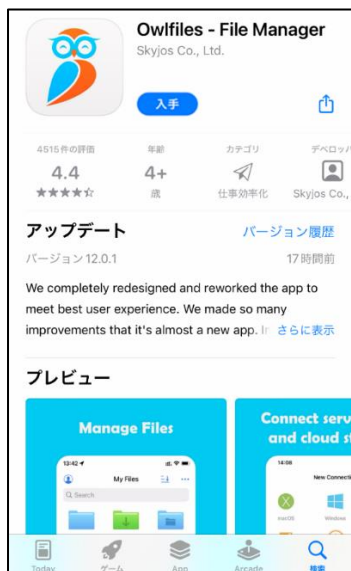 Owlfiles - File Manager
Skyjos Co., Ltd.
入手
4515件の評価
年齢
カテゴリ
デベロッパ
4.4
4+
歳
仕事効率化
Skyjos Co.,
アップデート
バージョン履歴
バージョン 12.0.1
17時間前
We completely redesigned and reworked the app to
meet best user experience. We made so many
improvements that it's almost a new app. In さらに表示
プレビュー
Manage Files
Connect serv
and cloud st
13:42
My Files
Search
14:08
New Connecti
macOS
Windows
Today
ゲーム
App
Arcade
検索